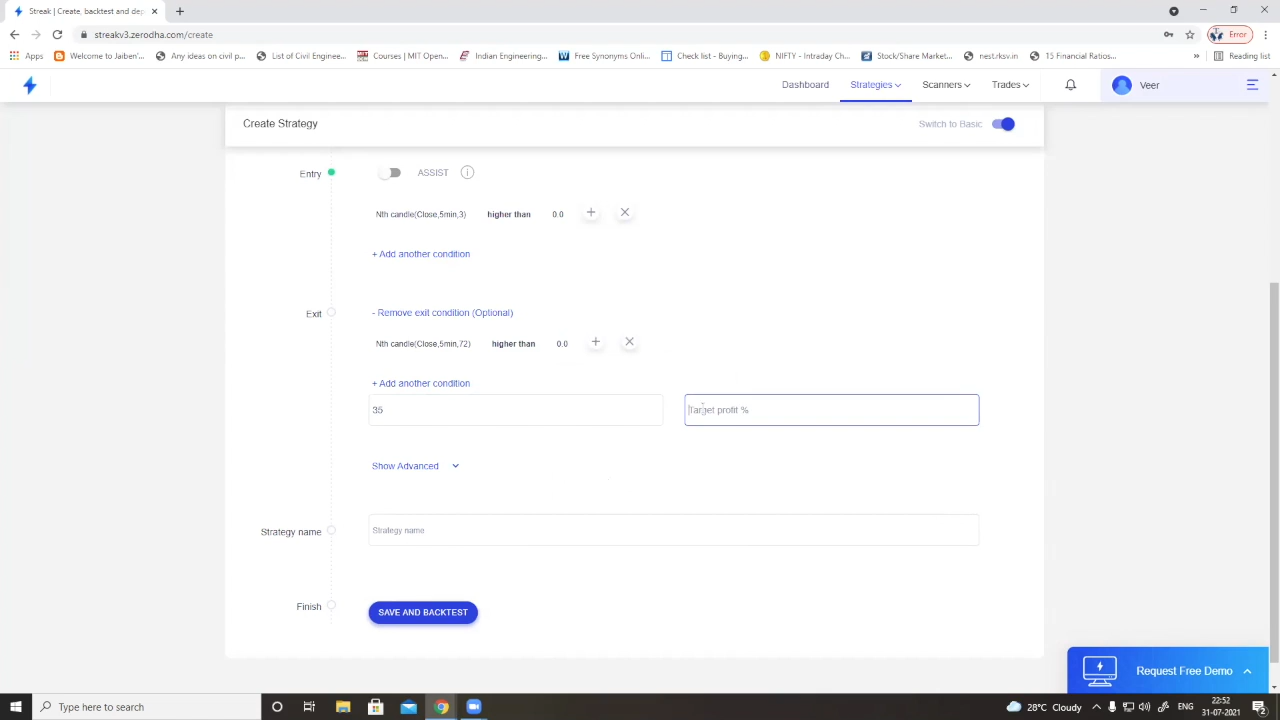 Streak | Create, backtest and dep
streakv3.zerodha.com/create
Error
Apps
Welcome to Jaiben'...
Any ideas on civil p...
List of Civil Engineer...
Courses | MIT Open...
Indian Engineering...
Free Synonyms Onlin...
Check list - Buying...
NIFTY - Intraday Ch...
Stock/Share Market...
nest.rksv.in
15 Financial Ratios...
»
Reading list
Dashboard
Strategies
Scanners
Trades
Veer
Create Strategy
Switch to Basic
Entry
ASSIST
Nth candle(Close,5min,3) higher than 0.0
+ Add another condition
Exit
- Remove exit condition (Optional)
Nth candle(Close,5min,72) higher than 0.0
+ Add another condition
35
Target profit %
Show Advanced
Strategy name
Strategy name
Finish
SAVE AND BACKTEST
Request Free Demo
Type here to search
28°C Cloudy
ENG
22:52
31-07-2021
2